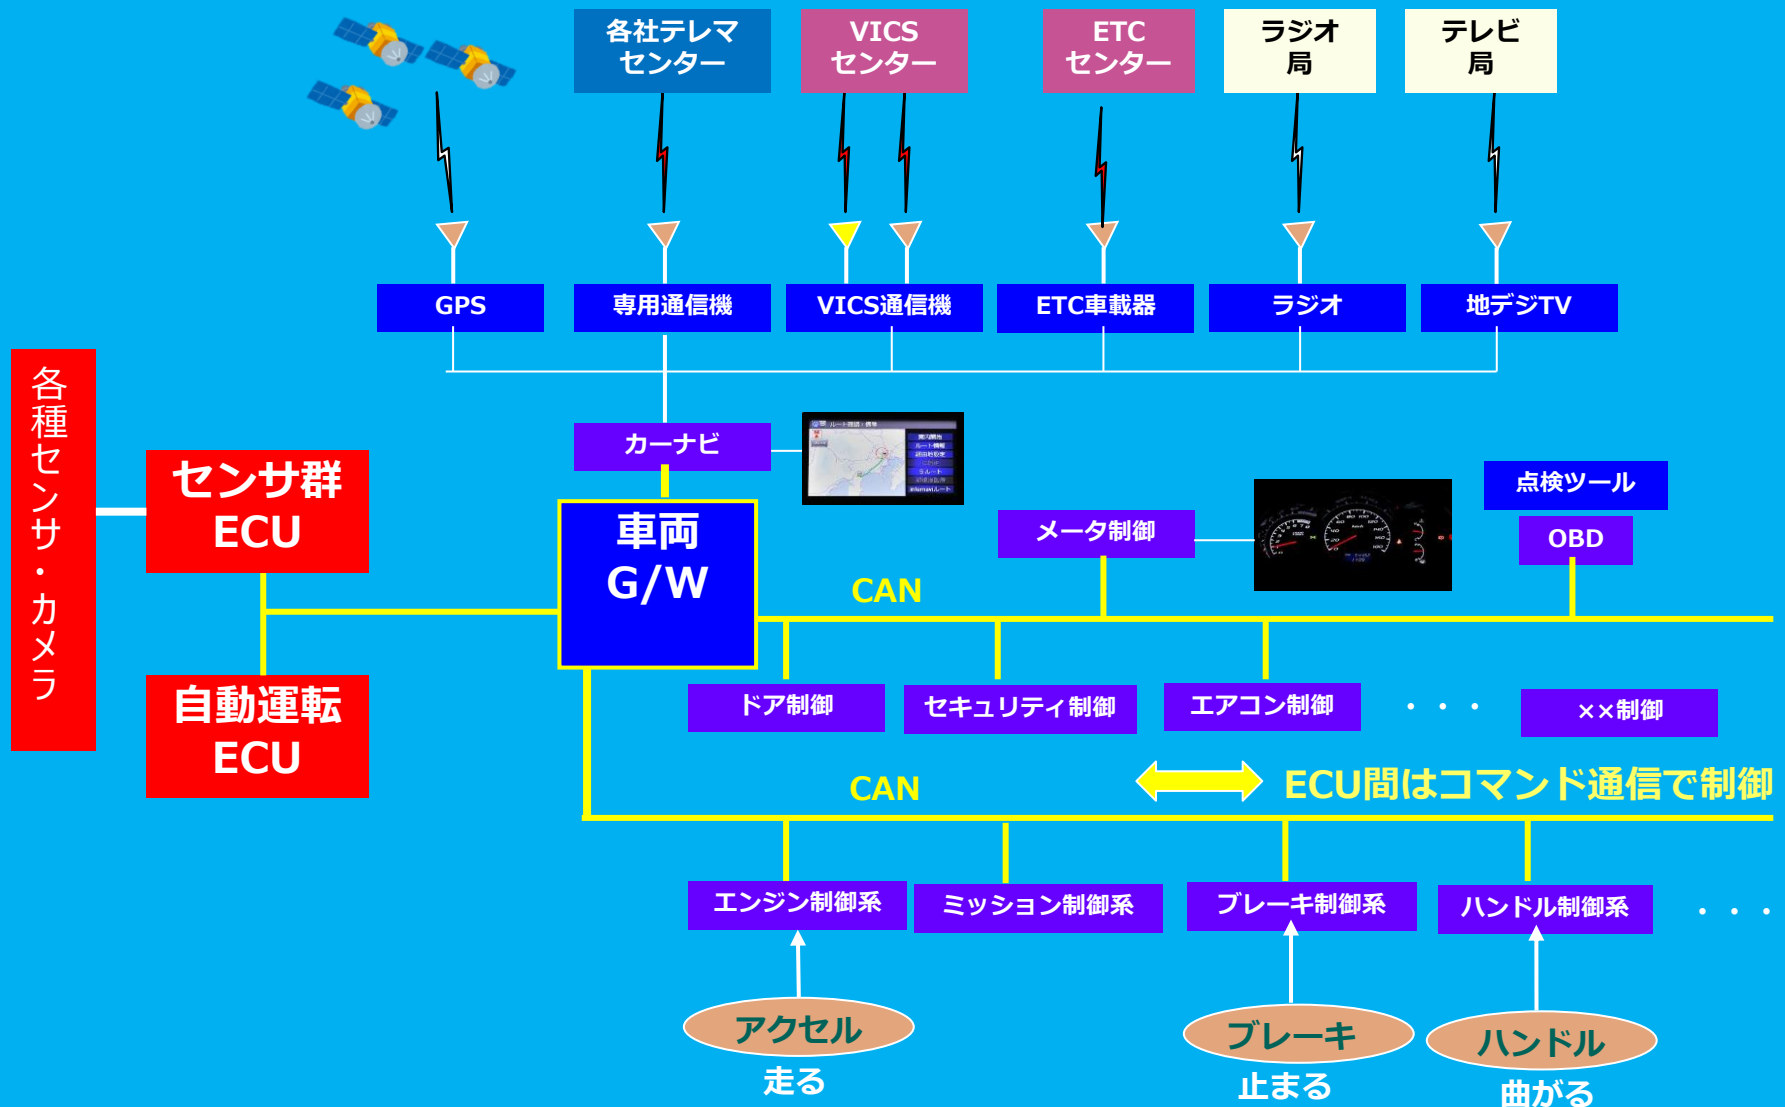 各社テレマ
センター
VICS
センター
ETC
センター
ラジオ
局
テレビ
局
GPS
専用通信機
VICS通信機
ETC車載器
ラジオ
地デジTV
各種センサ・カメラ
センサ群
ECU
自動運転
ECU
カーナビ
車両
G/W
ルート情報
メータ制御
点検ツール
OBD
CAN
ドア制御
セキュリティ制御
エアコン制御
・・・
××制御
CAN
ECU間はコマンド通信で制御
エンジン制御系
ミッション制御系
ブレーキ制御系
ハンドル制御系
・・・
アクセル
ブレーキ
ハンドル
走る
止まる
曲がる